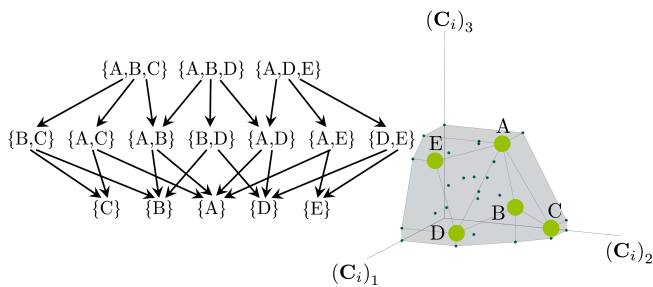 {A,B,C} {A,B,D} {A,D,E}
{B,C} {A,C} {A,B} {B,D} {A,D} {A,E} {D,E}
{C} {B} {A} {D} {E}
(C_i)_3
A
E
B
C
D
(C_i)_2
(C_i)_1